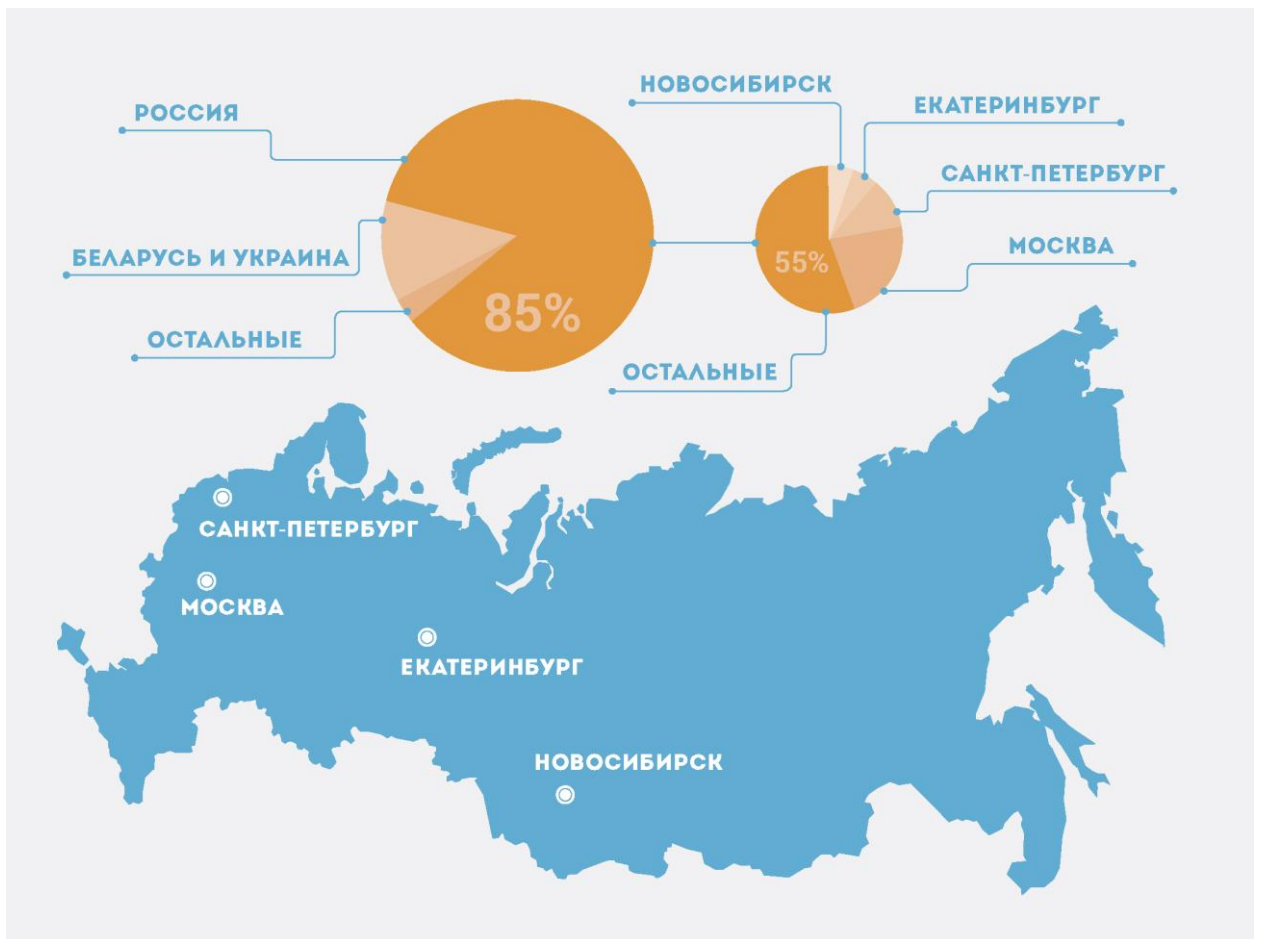 НОВОСИБИРСК
ЕКАТЕРИНБУРГ
РОССИЯ
САНКТ-ПЕТЕРБУРГ
МОСКВА
БЕЛАРУСЬ И УКРАИНА
55%
85%
ОСТАЛЬНЫЕ
ОСТАЛЬНЫЕ
САНКТ-ПЕТЕРБУРГ
МОСКВА
ЕКАТЕРИНБУРГ
НОВОСИБИРСК